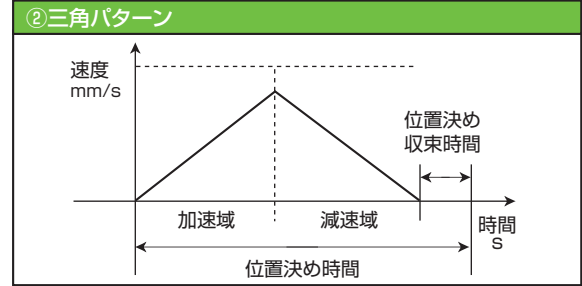 ②三角パターン
速度
mm/s
位置決め
収束時間
加速域
減速域
時間
s
位置決め時間